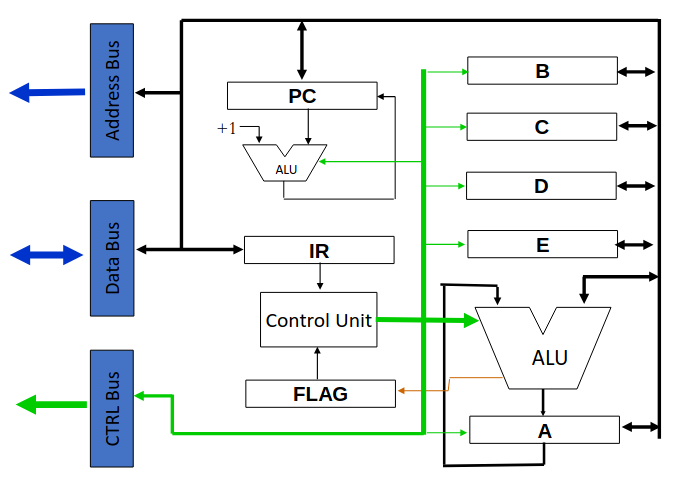 Address Bus
Data Bus
CTRL Bus
PC
+1
ALU
IR
Control Unit
FLAG
B
C
D
E
ALU
A